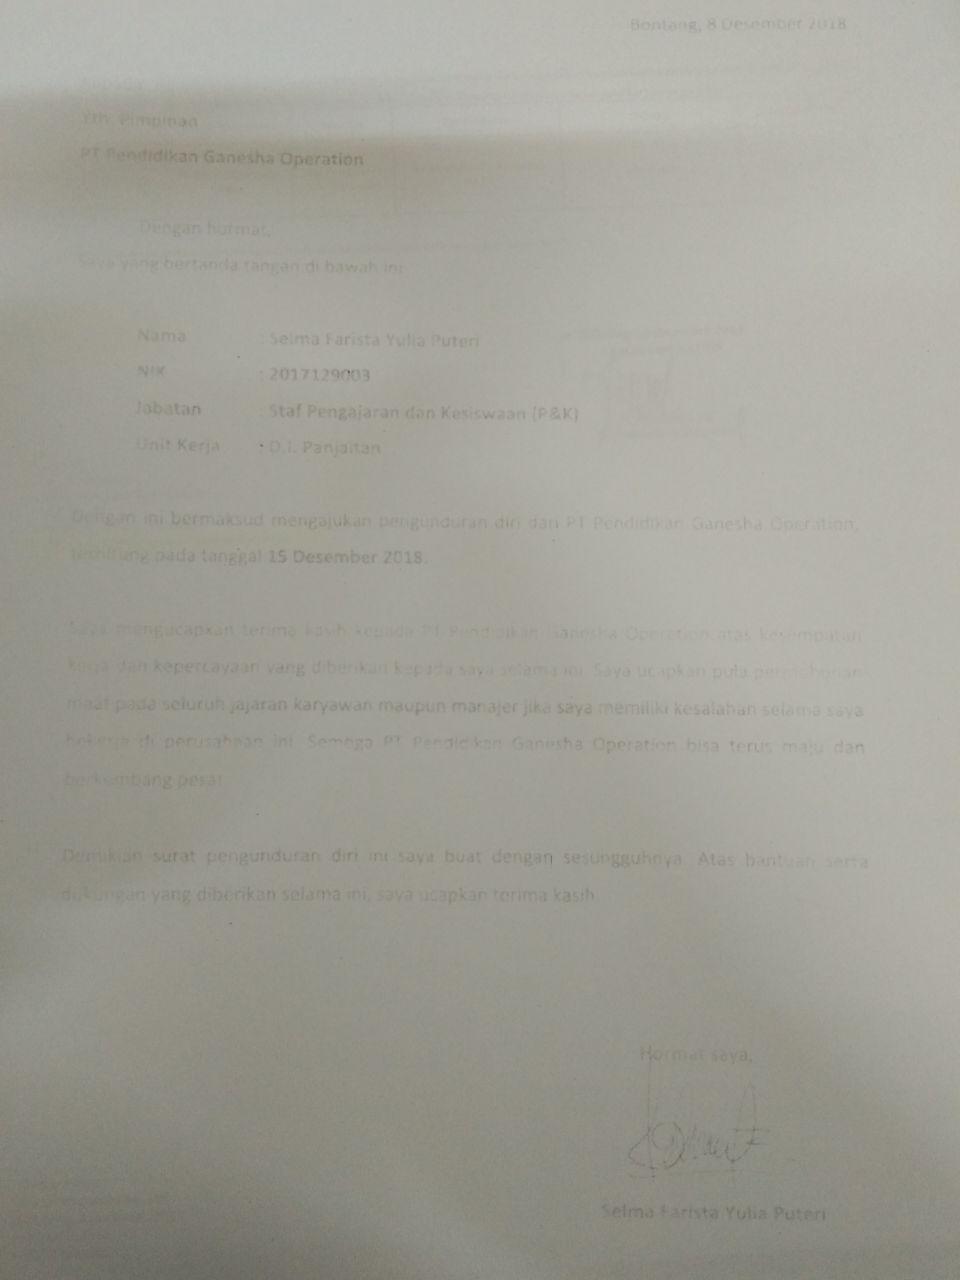 Bontang, 8 Desember 2018
Yth. Pimpinan
PT Pendidikan Ganesha Operation
Dengan hormat,
Saya yang bertanda tangan di bawah ini:
Nama : Selma Farista Yulia Puteri
NIK : 2017129003
Jabatan : Staf Pengajaran dan Kesiswaan (P&K)
Unit Kerja : D.I. Panjaitan
Dengan ini bermaksud mengajukan pengunduran diri dari PT Pendidikan Ganesha Operation,
terhitung pada tanggal 15 Desember 2018.
Saya mengucapkan terima kasih kepada PT Pendidikan Ganesha Operation atas kesempatan
kerja dan kepercayaan yang diberikan kepada saya selama ini. Saya ucapkan pula permohonan
maaf pada seluruh jajaran karyawan maupun manajer jika saya memiliki kesalahan selama saya
bekerja di perusahaan ini. Semoga PT Pendidikan Ganesha Operation bisa terus maju dan
berkembang pesat.
Demikian surat pengunduran diri ini saya buat dengan sesungguhnya. Atas bantuan serta
dukungan yang diberikan selama ini, saya ucapkan terima kasih.
Hormat saya,
Selma Farista Yulia Puteri